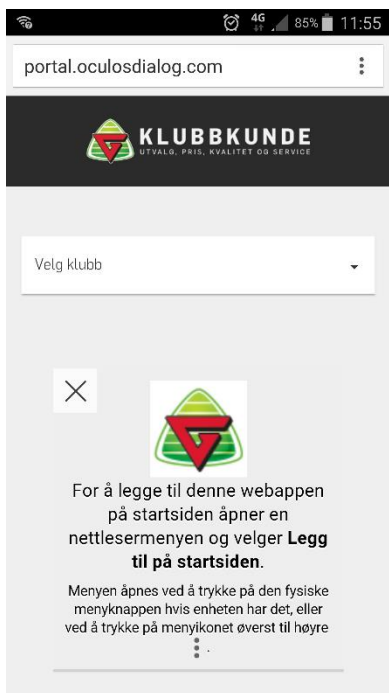 4G 85% 11:55
portal.oculosdialog.com
KLUBBKUNDE
UTVALG, PRIS, KVALITET OG SERVICE
Velg klubb
For å legge til denne webappen
på startsiden åpner en
nettlesermenyen og velger Legg
til på startsiden.
Menyen åpnes ved å trykke på den fysiske
menyknappen hvis enheten har det, eller
ved å trykke på menyikonet øverst til høyre
.